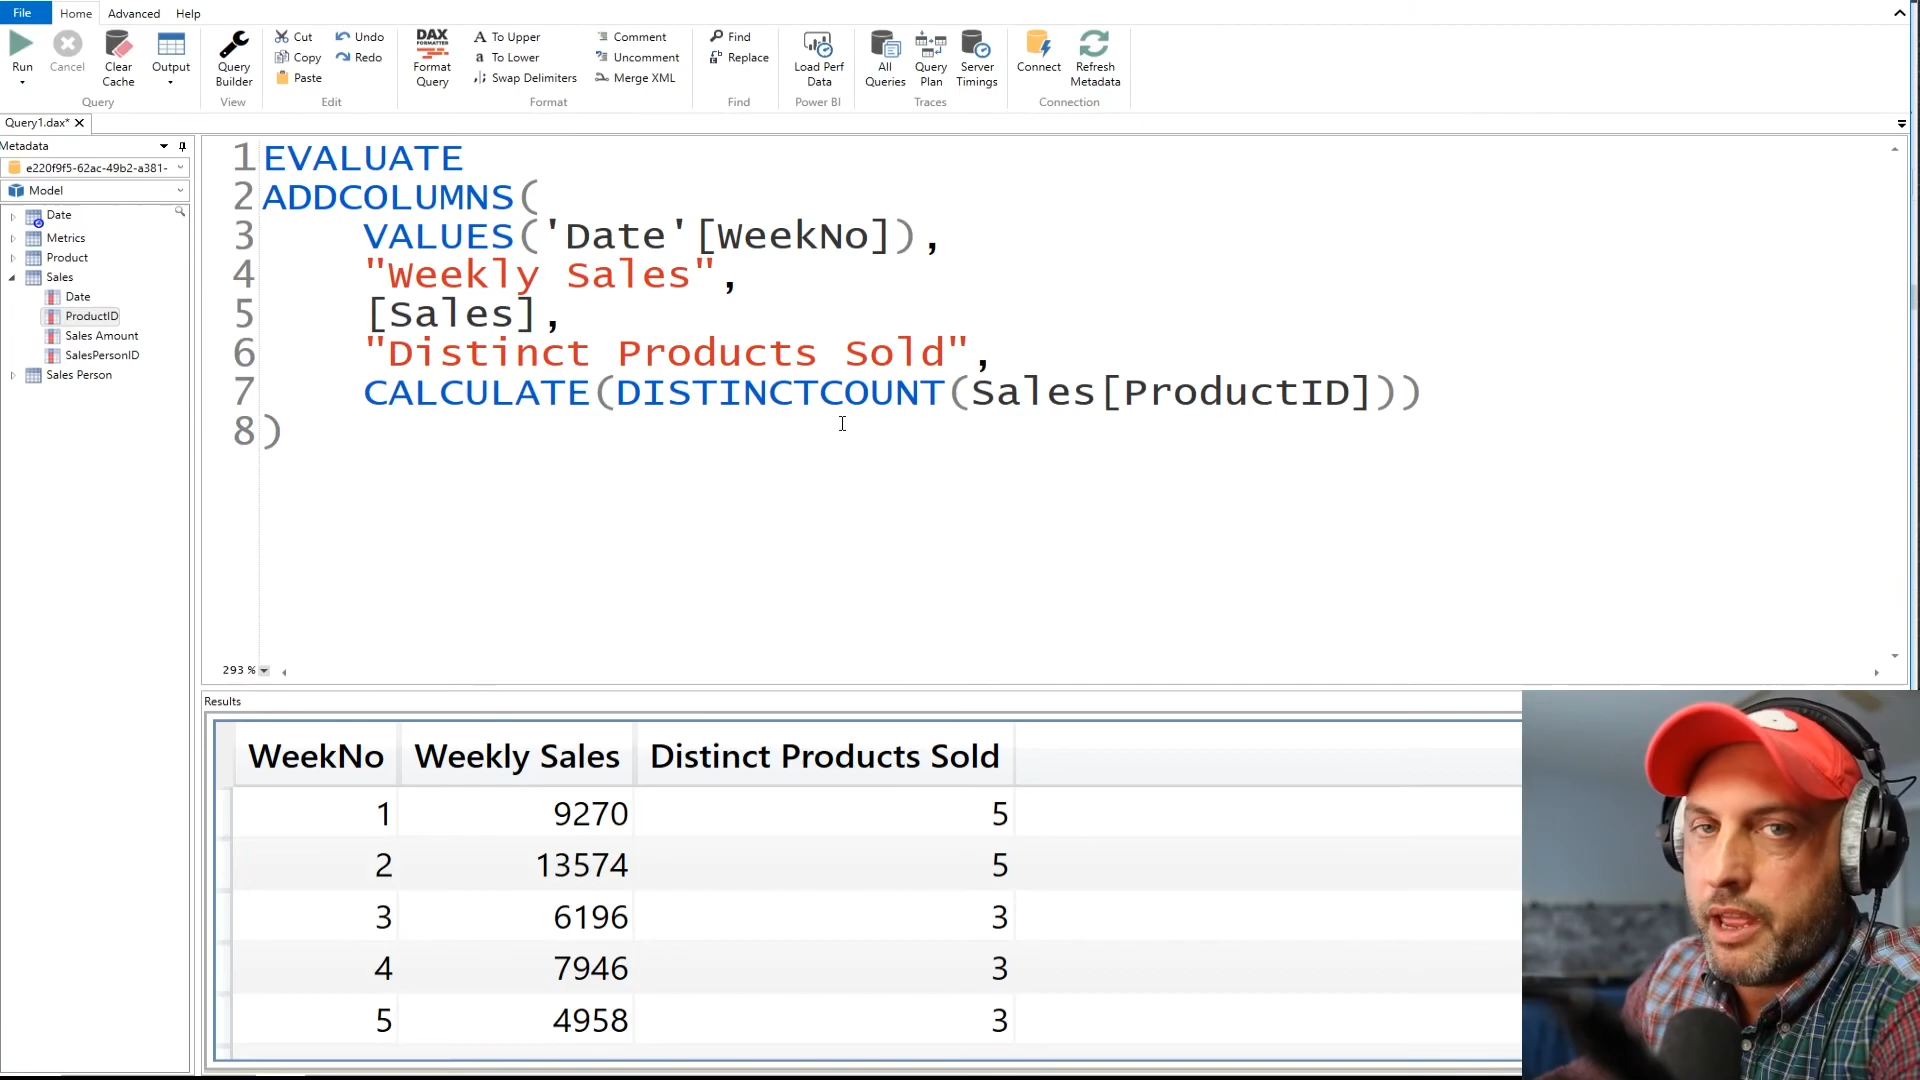 File Home Advanced Help
Run
Cancel
Clear
Cache
Output
Query
Query
Builder
View
Cut
Copy
Paste
Undo
Redo
Edit
DAX
FORMATTER
Format
Query
To Upper
To Lower
Swap Delimiters
Comment
Uncomment
Merge XML
Format
Find
Replace
Find
Load Perf
Data
Power BI
All
Queries
Query
Plan
Server
Timings
Traces
Connect
Refresh
Metadata
Connection
Query1.dax*
Metadata
e220f9f5-62ac-49b2-a381-
Model
Date
Metrics
Product
Sales
Date
ProductID
Sales Amount
SalesPersonID
Sales Person
1 EVALUATE
2 ADDCOLUMNS(
3 VALUES('Date'[WeekNo]),
4 "Weekly Sales",
5 [Sales],
6 "Distinct Products Sold",
7 CALCULATE(DISTINCTCOUNT(Sales[ProductID]))
8 )
293 %
Results
WeekNo Weekly Sales Distinct Products Sold
1 9270 5
2 13574 5
3 6196 3
4 7946 3
5 4958 3